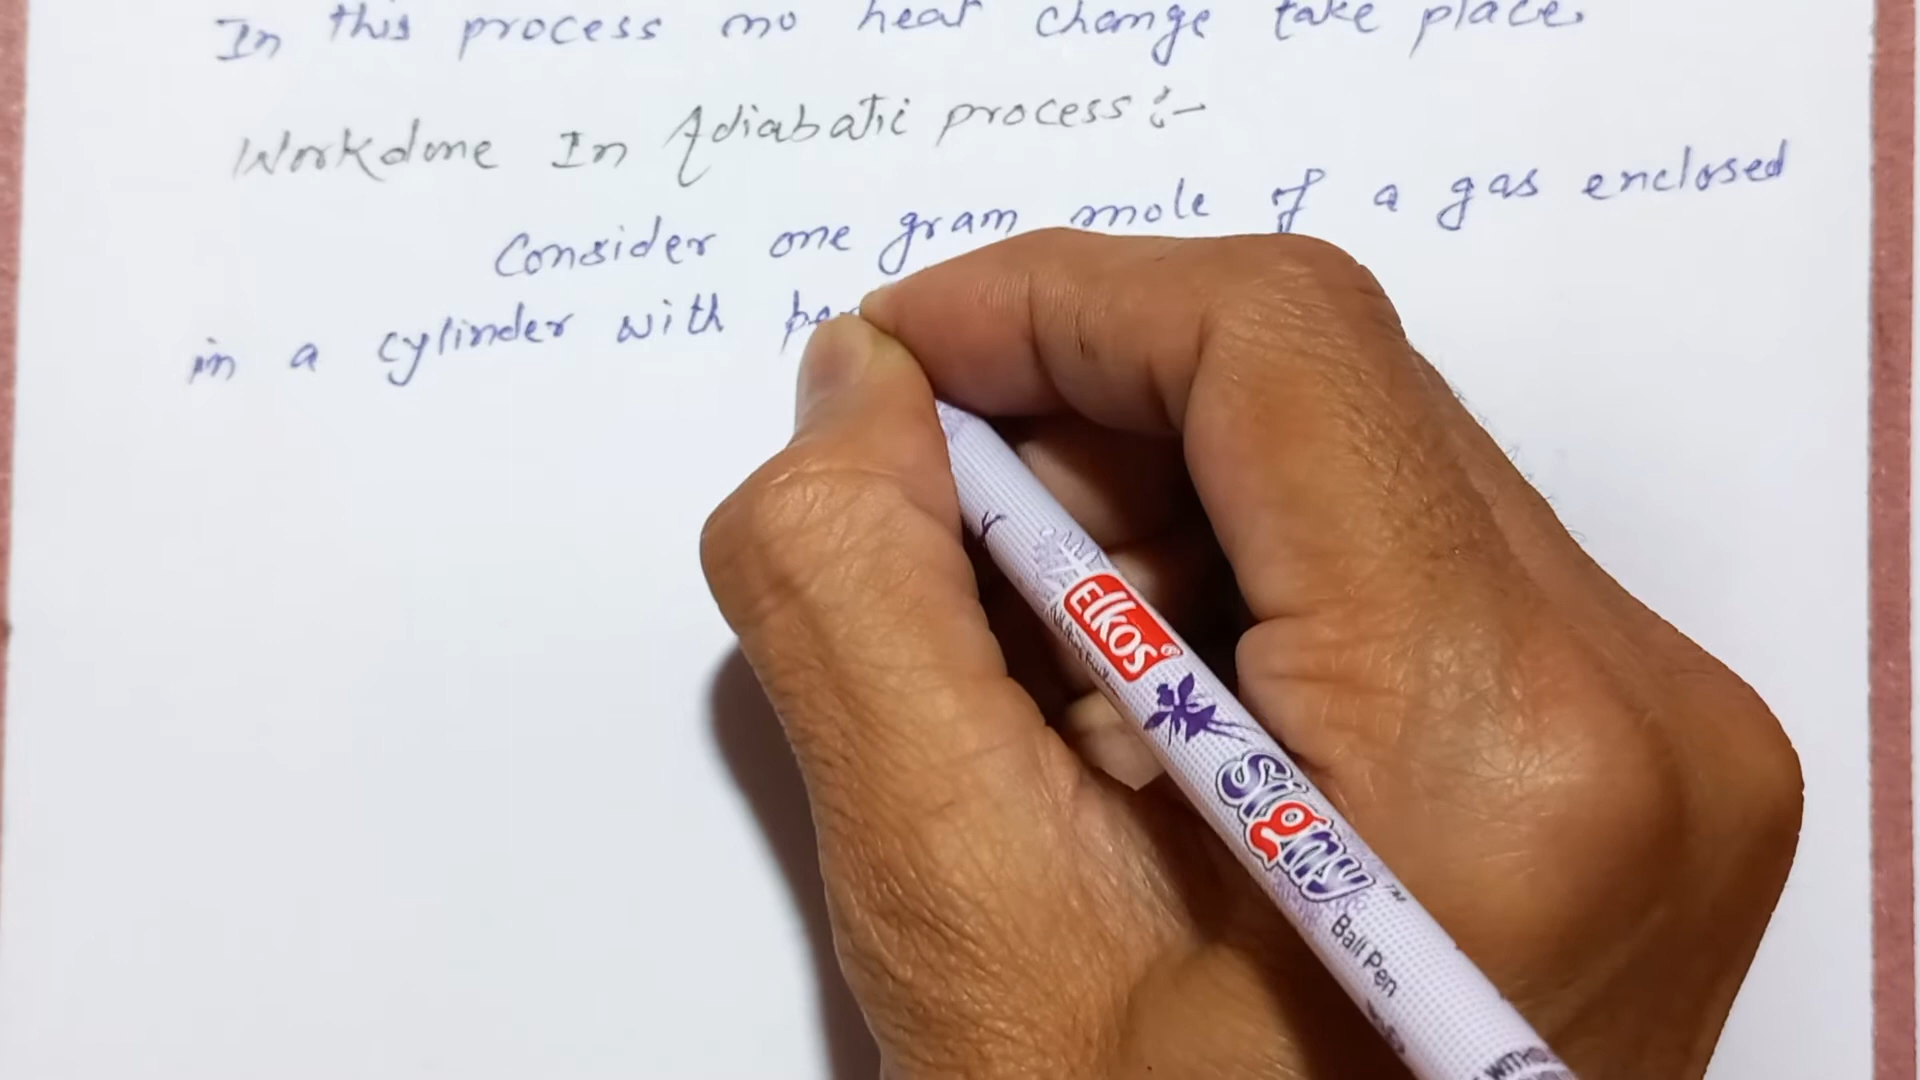 In this process no heat change take place.
Workdone In Adiabatic process :-
Consider one gram mole of a gas enclosed
in a cylinder with per
Elkos
Signy
Ball Pen